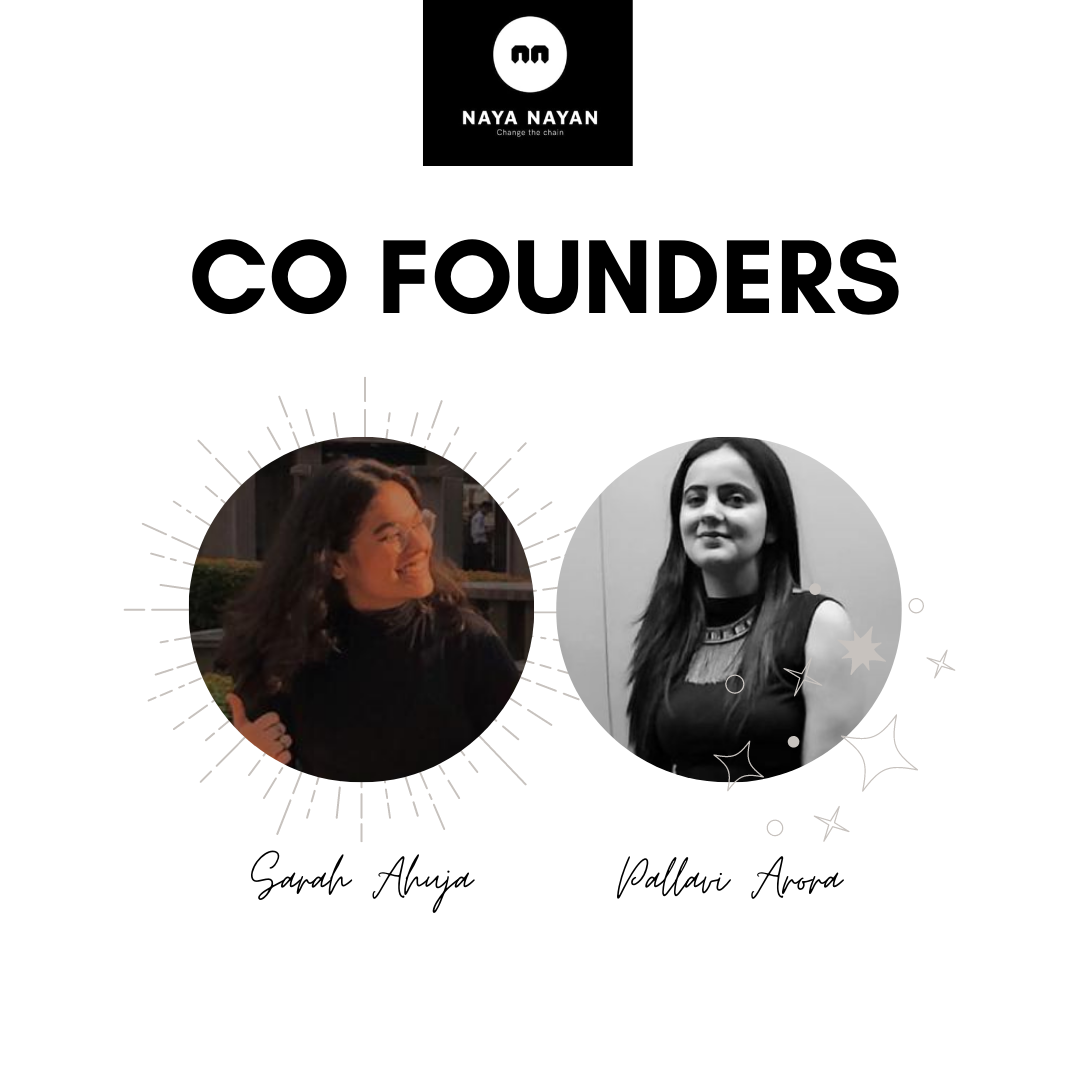 NAYA NAYAN
Change the chain
CO FOUNDERS
Sarah Ahuja
Pallavi Arora